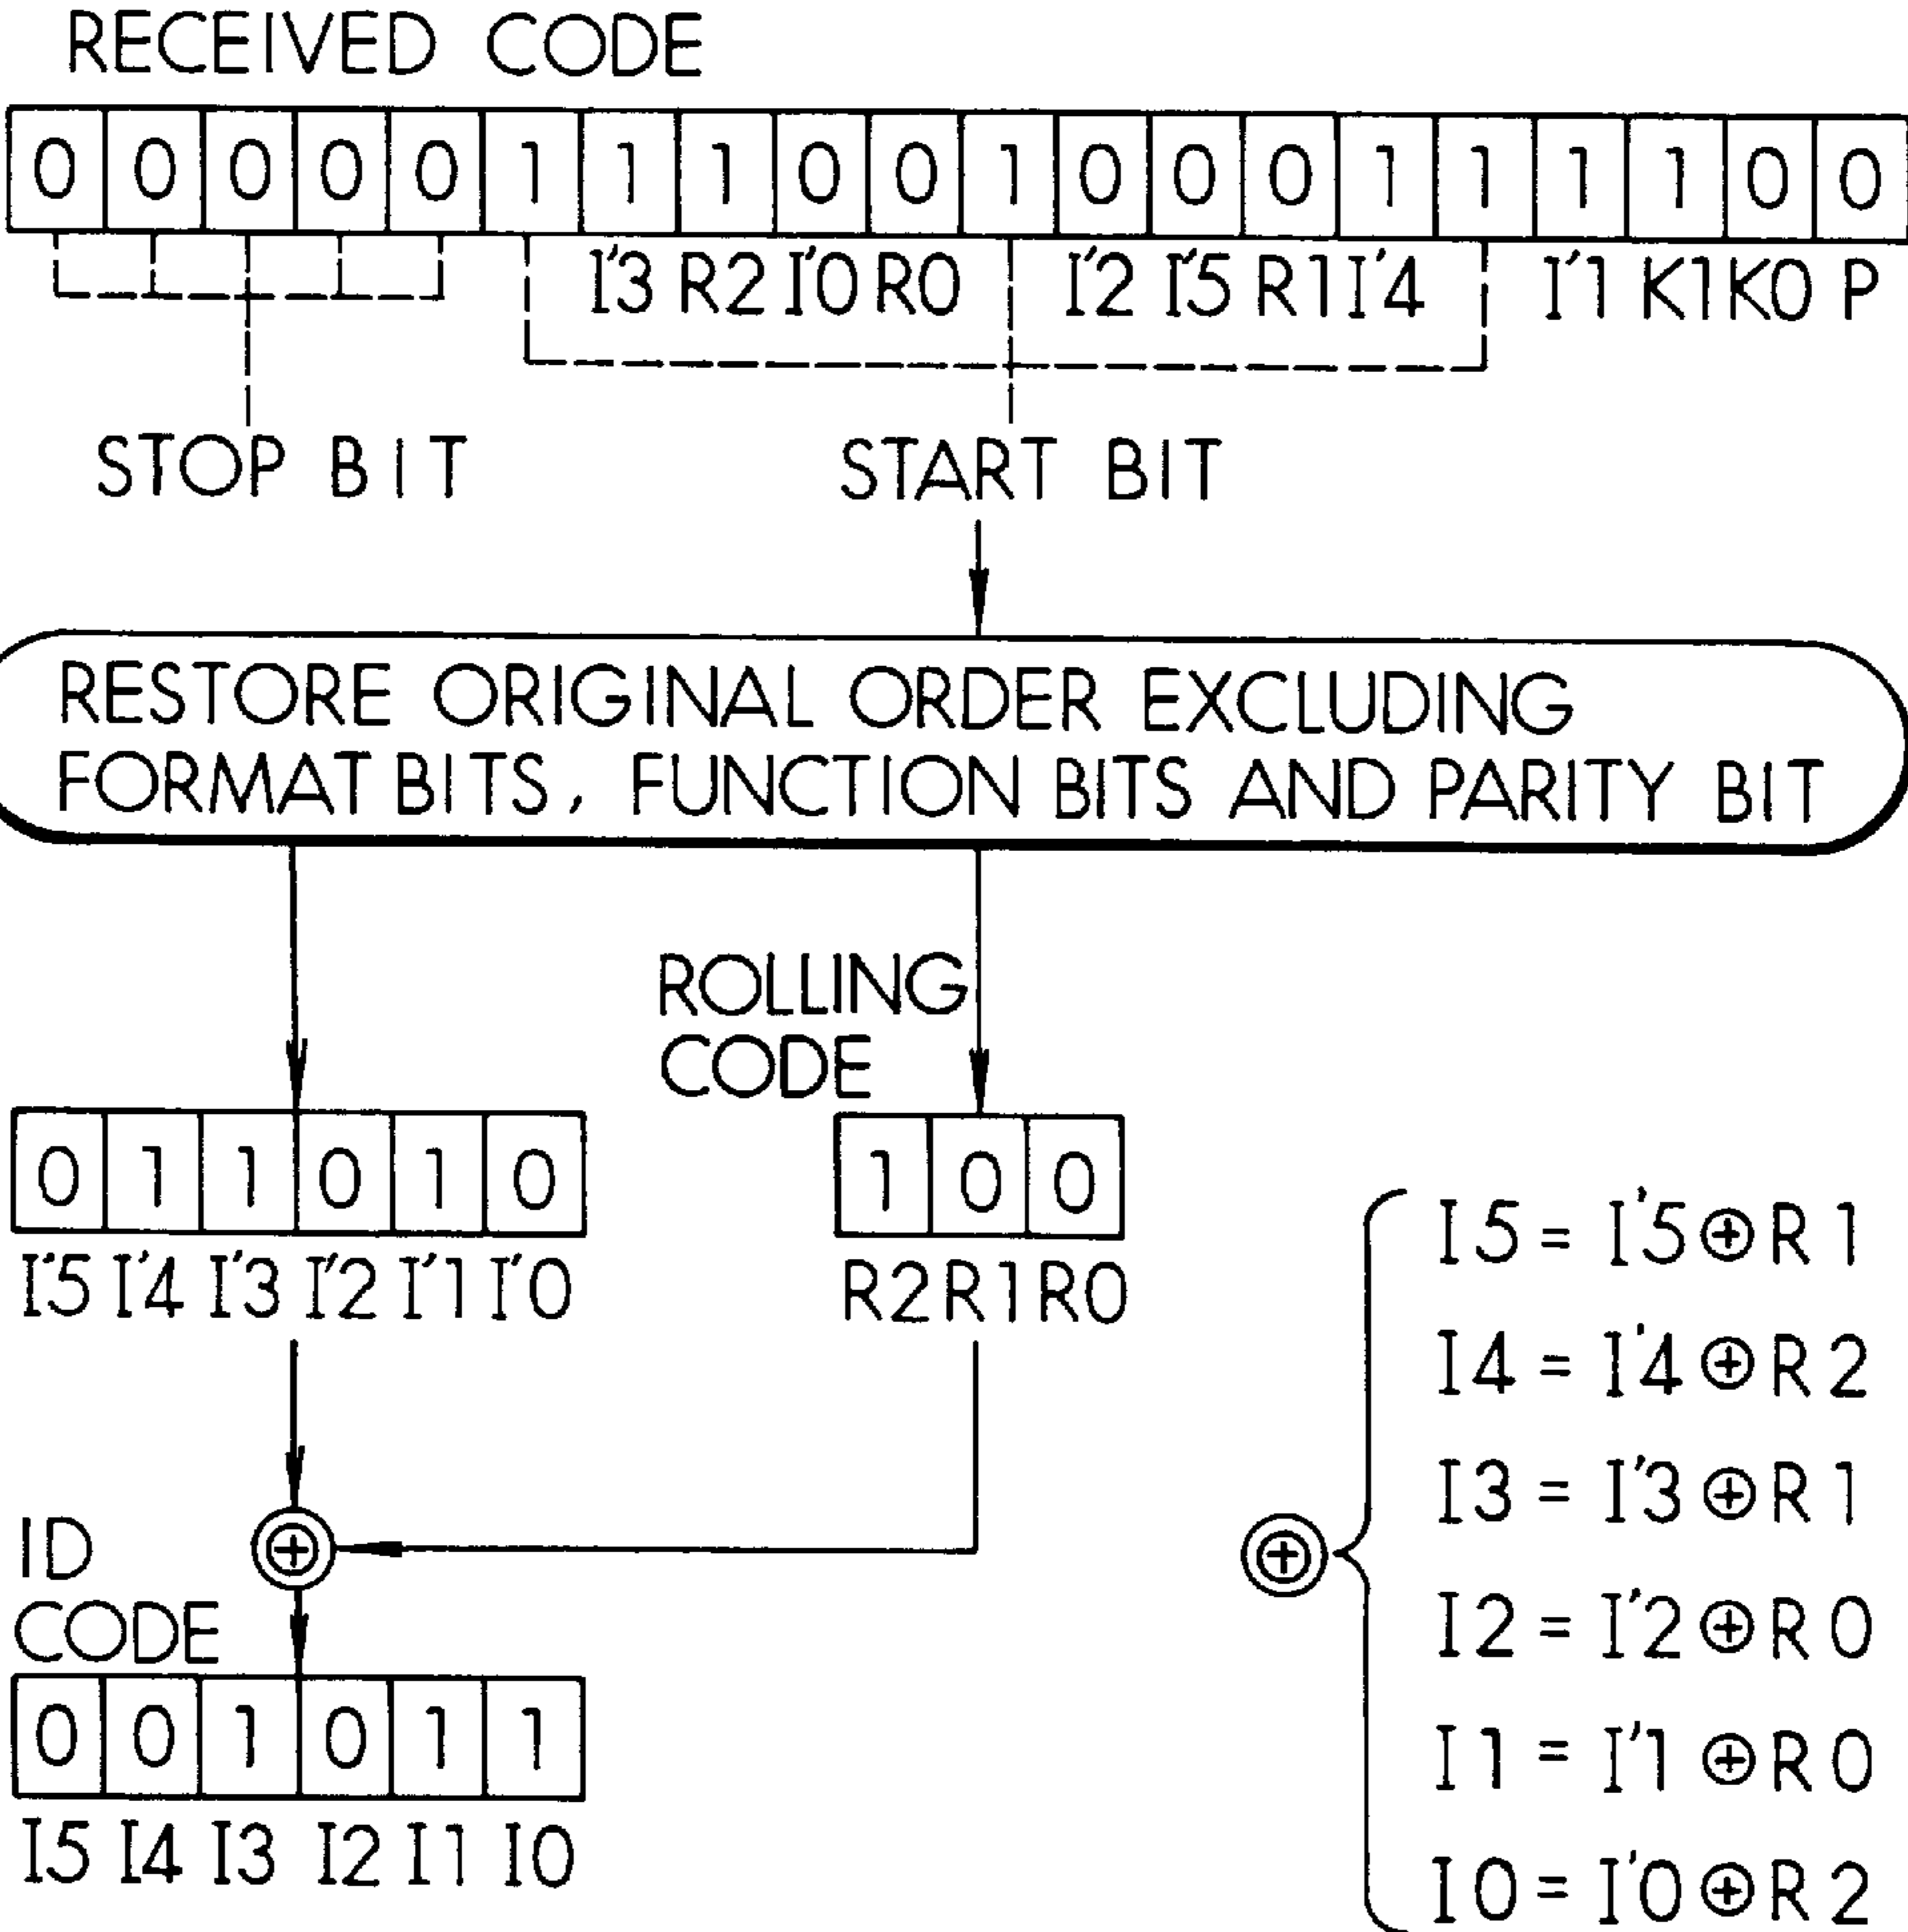 RECEIVED CODE
0 0 0 0 0 1 1 1 0 0 1 0 0 0 1 1 1 1 0 0
I'3 R2 I'0 R0 I'2 I'5 R1 I'4 I'1 K1 K0 P
STOP BIT START BIT
RESTORE ORIGINAL ORDER EXCLUDING
FORMAT BITS, FUNCTION BITS AND PARITY BIT
ROLLING
CODE
0 1 1 0 1 0
1 0 0
I'5 I'4 I'3 I'2 I'1 I'0
R2 R1 R0
ID
CODE
0 0 1 0 1 1
I5 I4 I3 I2 I1 I0
⊕
⊕
I5 = I'5 ⊕ R1
I4 = I'4 ⊕ R2
I3 = I'3 ⊕ R1
I2 = I'2 ⊕ R0
I1 = I'1 ⊕ R0
I0 = I'0 ⊕ R2